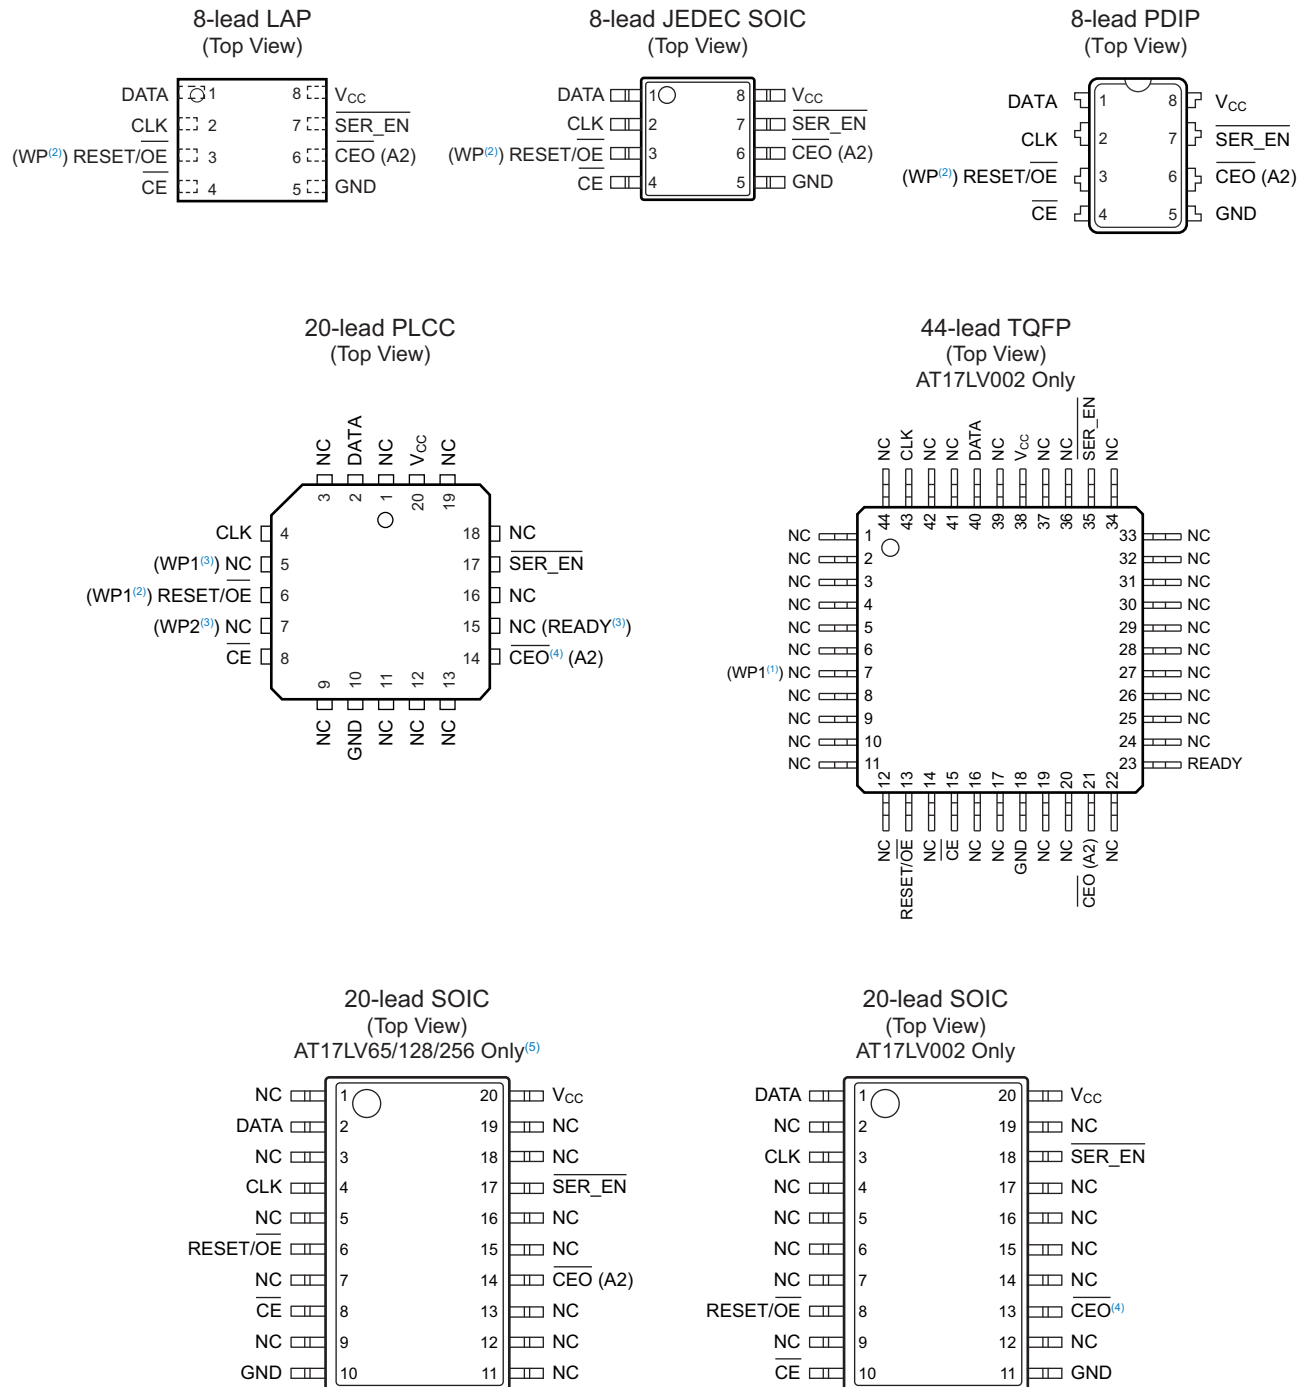 8-lead LAP
(Top View)
DATA 1 8 VCC
CLK 2 7 SER_EN
(WP(2)) RESET/OE 3 6 CEO (A2)
CE 4 5 GND
8-lead JEDEC SOIC
(Top View)
DATA 1 8 VCC
CLK 2 7 SER_EN
(WP(2)) RESET/OE 3 6 CEO (A2)
CE 4 5 GND
8-lead PDIP
(Top View)
DATA 1 8 VCC
CLK 2 7 SER_EN
(WP(2)) RESET/OE 3 6 CEO (A2)
CE 4 5 GND
20-lead PLCC
(Top View)
NC DATA NC VCC NC
3 2 1 20 19
CLK 4 18 NC
(WP1(3)) NC 5 17 SER_EN
(WP1(2)) RESET/OE 6 16 NC
(WP2(3)) NC 7 15 NC (READY(3))
CE 8 14 CEO(4) (A2)
9 10 11 12 13
NC GND NC NC NC
44-lead TQFP
(Top View)
AT17LV002 Only
NC CLK NC NC DATA NC VCC NC NC SER_EN NC
44 43 42 41 40 39 38 37 36 35 34
NC 1 33 NC
NC 2 32 NC
NC 3 31 NC
NC 4 30 NC
NC 5 29 NC
NC 6 28 NC
(WP1(1)) NC 7 27 NC
NC 8 26 NC
NC 9 25 NC
NC 10 24 NC
NC 11 23 READY
12 13 14 15 16 17 18 19 20 21 22
NC RESET/OE NC CE NC NC GND NC NC CEO (A2) NC
20-lead SOIC
(Top View)
AT17LV65/128/256 Only(5)
NC 1 20 VCC
DATA 2 19 NC
NC 3 18 NC
CLK 4 17 SER_EN
NC 5 16 NC
RESET/OE 6 15 NC
NC 7 14 CEO (A2)
CE 8 13 NC
NC 9 12 NC
GND 10 11 NC
20-lead SOIC
(Top View)
AT17LV002 Only
DATA 1 20 VCC
NC 2 19 NC
CLK 3 18 SER_EN
NC 4 17 NC
NC 5 16 NC
NC 6 15 NC
NC 7 14 NC
RESET/OE 8 13 CEO(4)
NC 9 12 NC
CE 10 11 GND